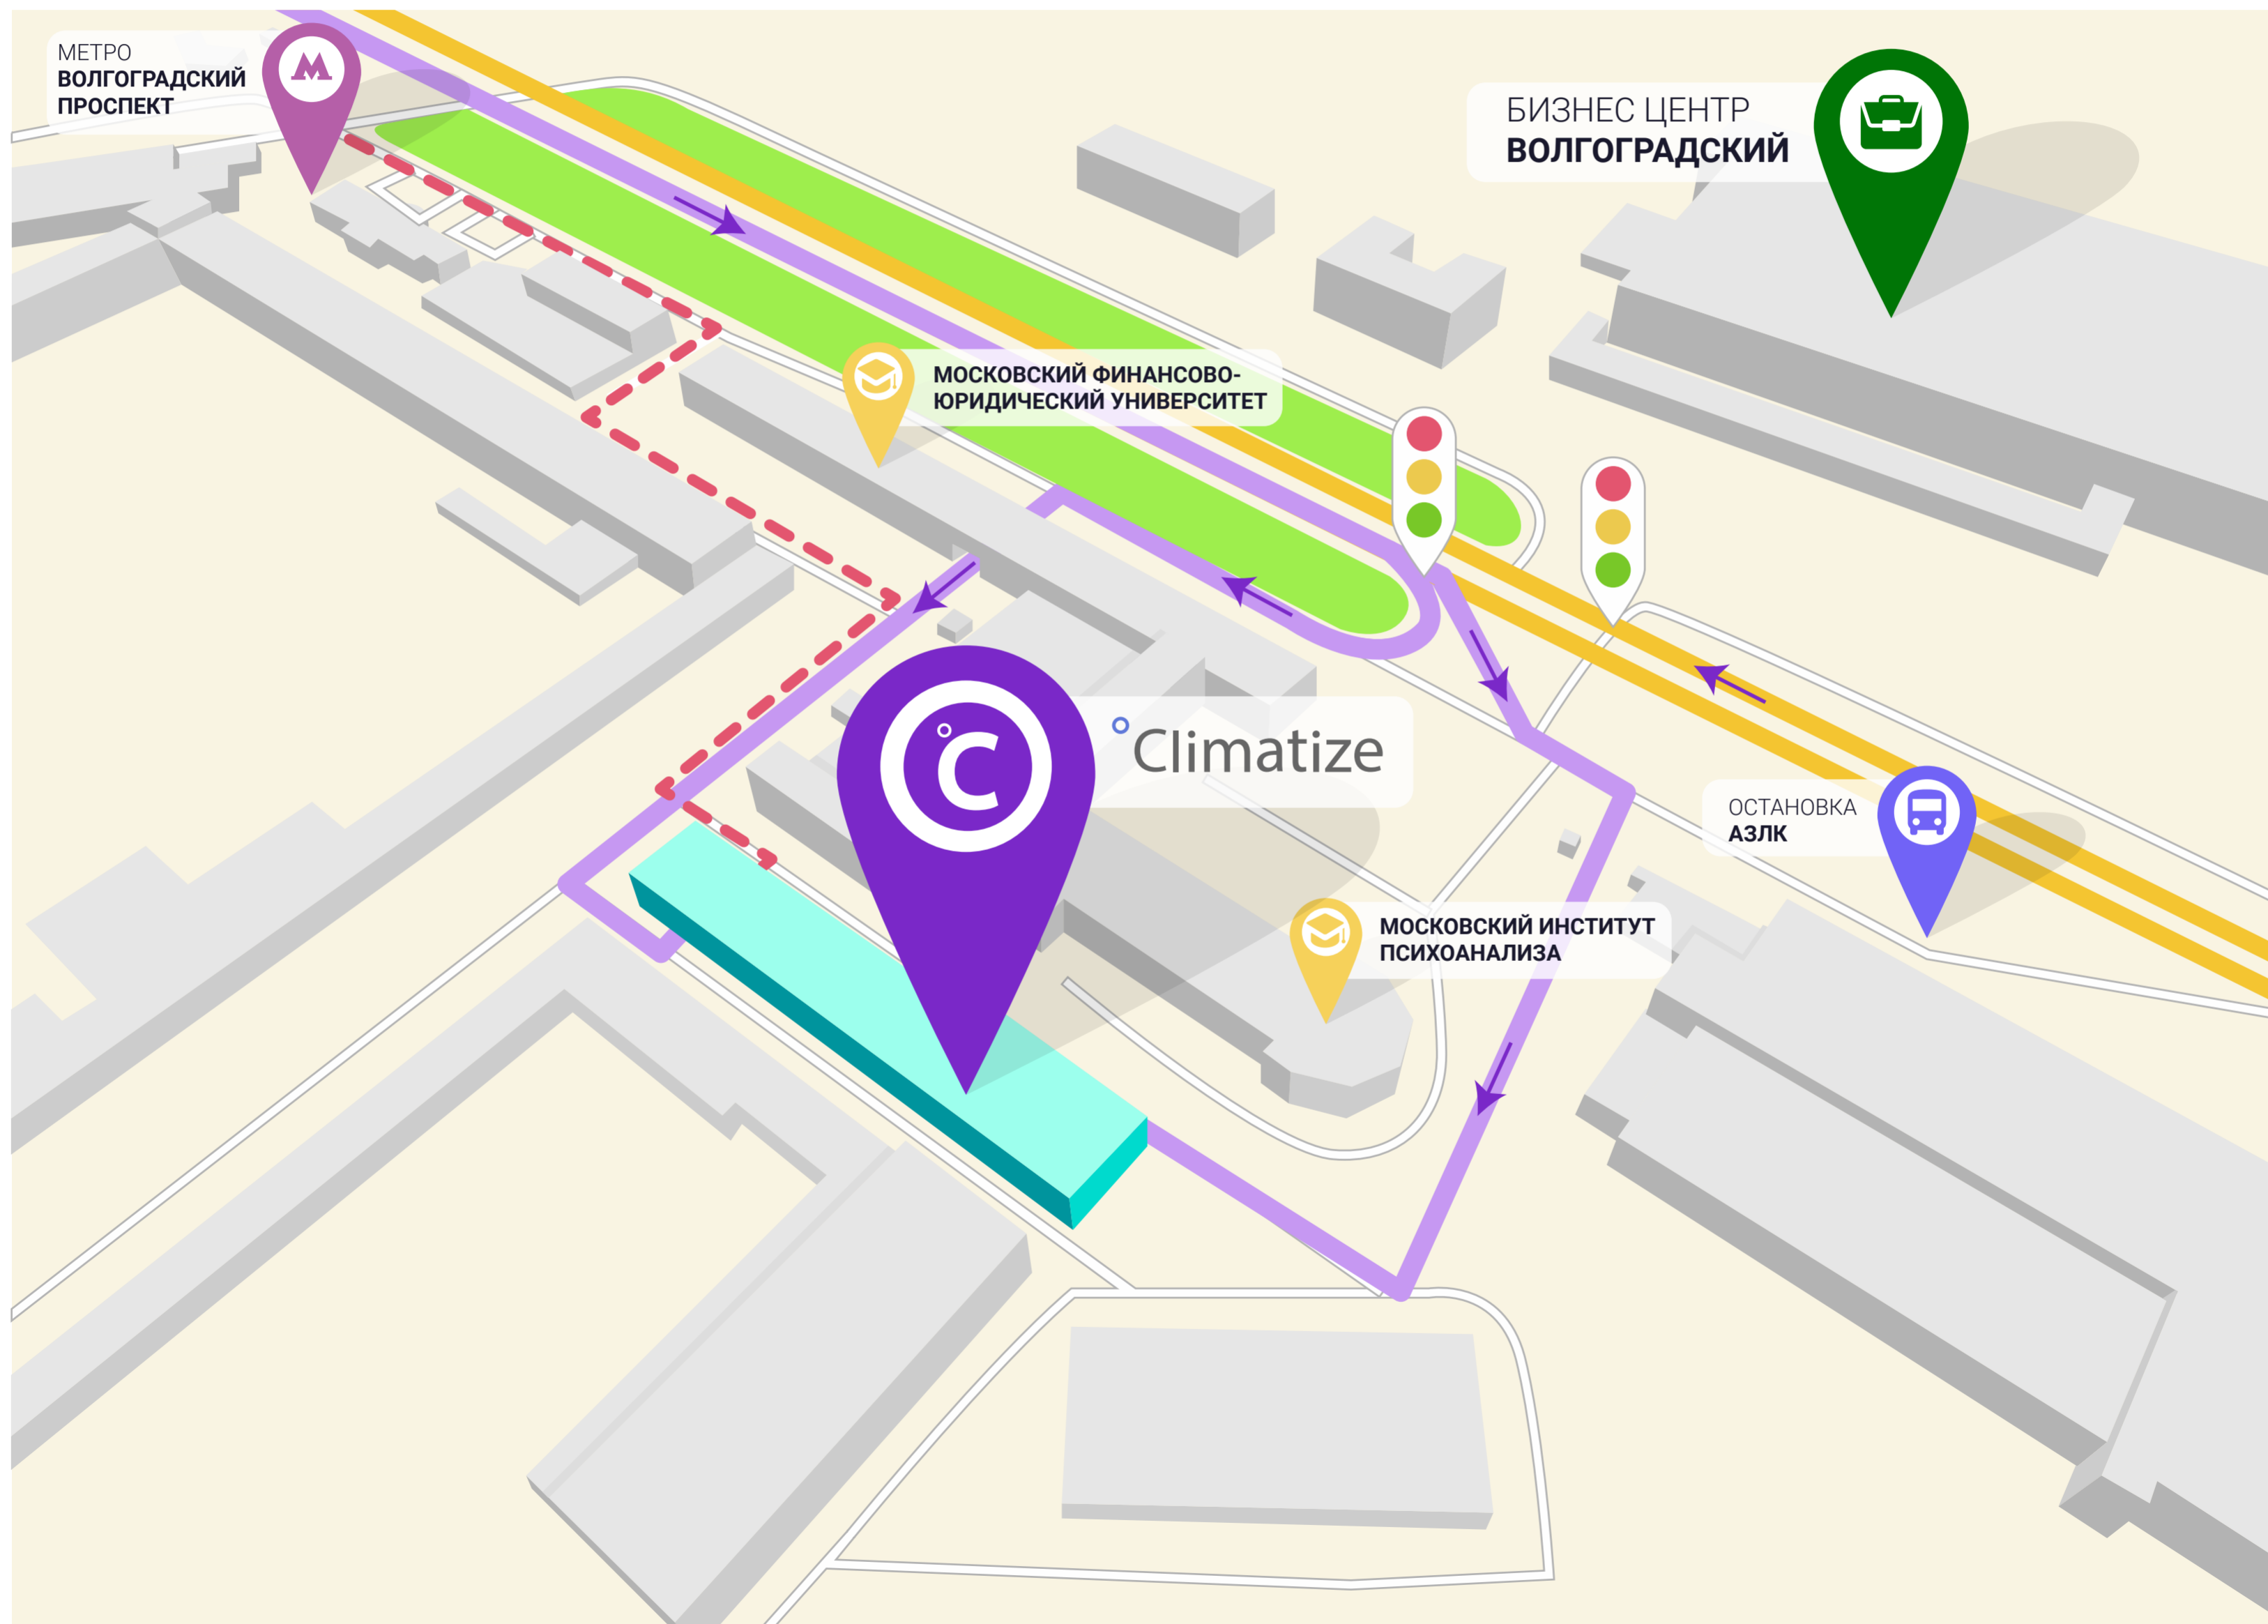 МЕТРО
ВОЛГОГРАДСКИЙ
ПРОСПЕКТ
БИЗНЕС ЦЕНТР
ВОЛГОГРАДСКИЙ
МОСКОВСКИЙ ФИНАНСОВО-
ЮРИДИЧЕСКИЙ УНИВЕРСИТЕТ
°C
°Climatize
ОСТАНОВКА
АЗЛК
МОСКОВСКИЙ ИНСТИТУТ
ПСИХОАНАЛИЗА